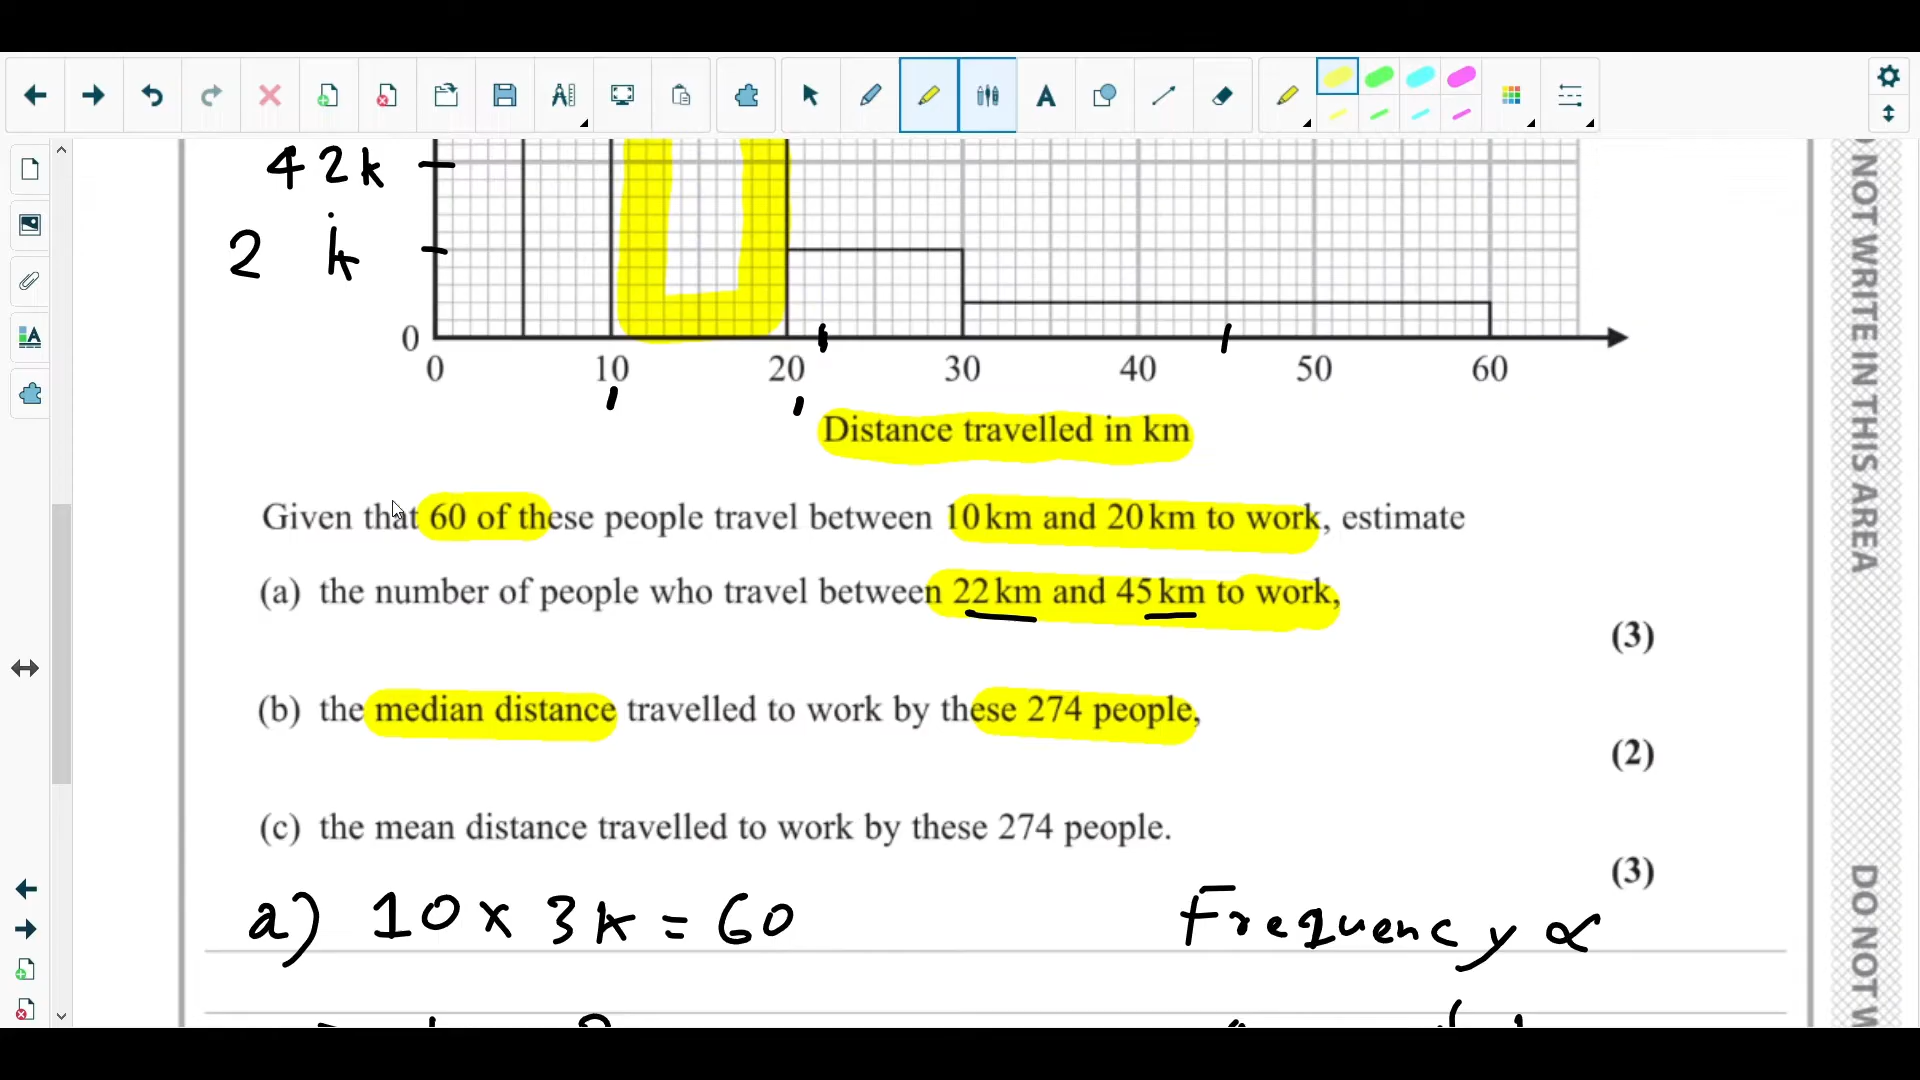 42k
2 k
0
0 10 20 30 40 50 60
Distance travelled in km
Given that 60 of these people travel between 10 km and 20 km to work, estimate
(a) the number of people who travel between 22 km and 45 km to work,
(3)
(b) the median distance travelled to work by these 274 people,
(2)
(c) the mean distance travelled to work by these 274 people.
(3)
a) 10 x 3k = 60
Frequency ∝
NOT WRITE IN THIS AREA
DO NOT W